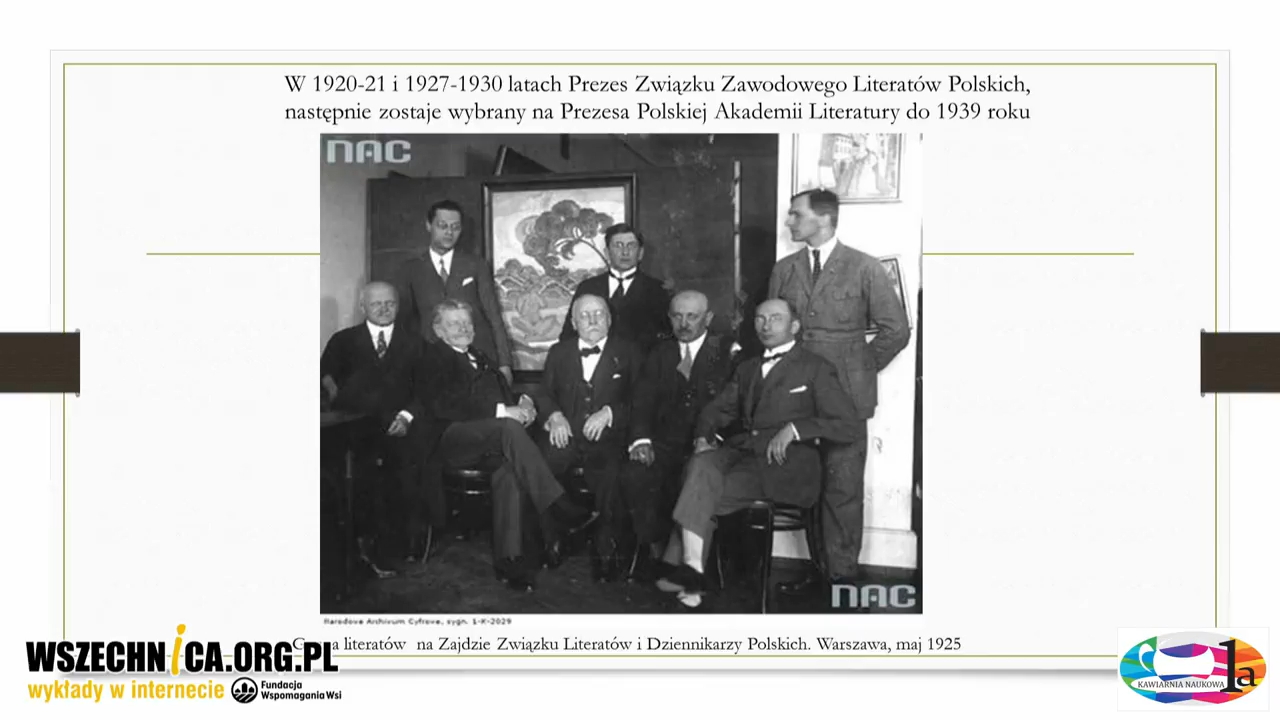 W 1920-21 i 1927-1930 latach Prezes Związku Zawodowego Literatów Polskich,
następnie zostaje wybrany na Prezesa Polskiej Akademii Literatury do 1939 roku
NAC
NAC
Narodowe Archiwum Cyfrowe, sygn. 1-K-2029
literatów na Zajdzie Związku Literatów i Dziennikarzy Polskich. Warszawa, maj 1925
WSZECHNiCA.ORG.PL
wykłady w internecie
Fundacja
Wspomagania Wsi
KAWIARNIA NAUKOWA 1a